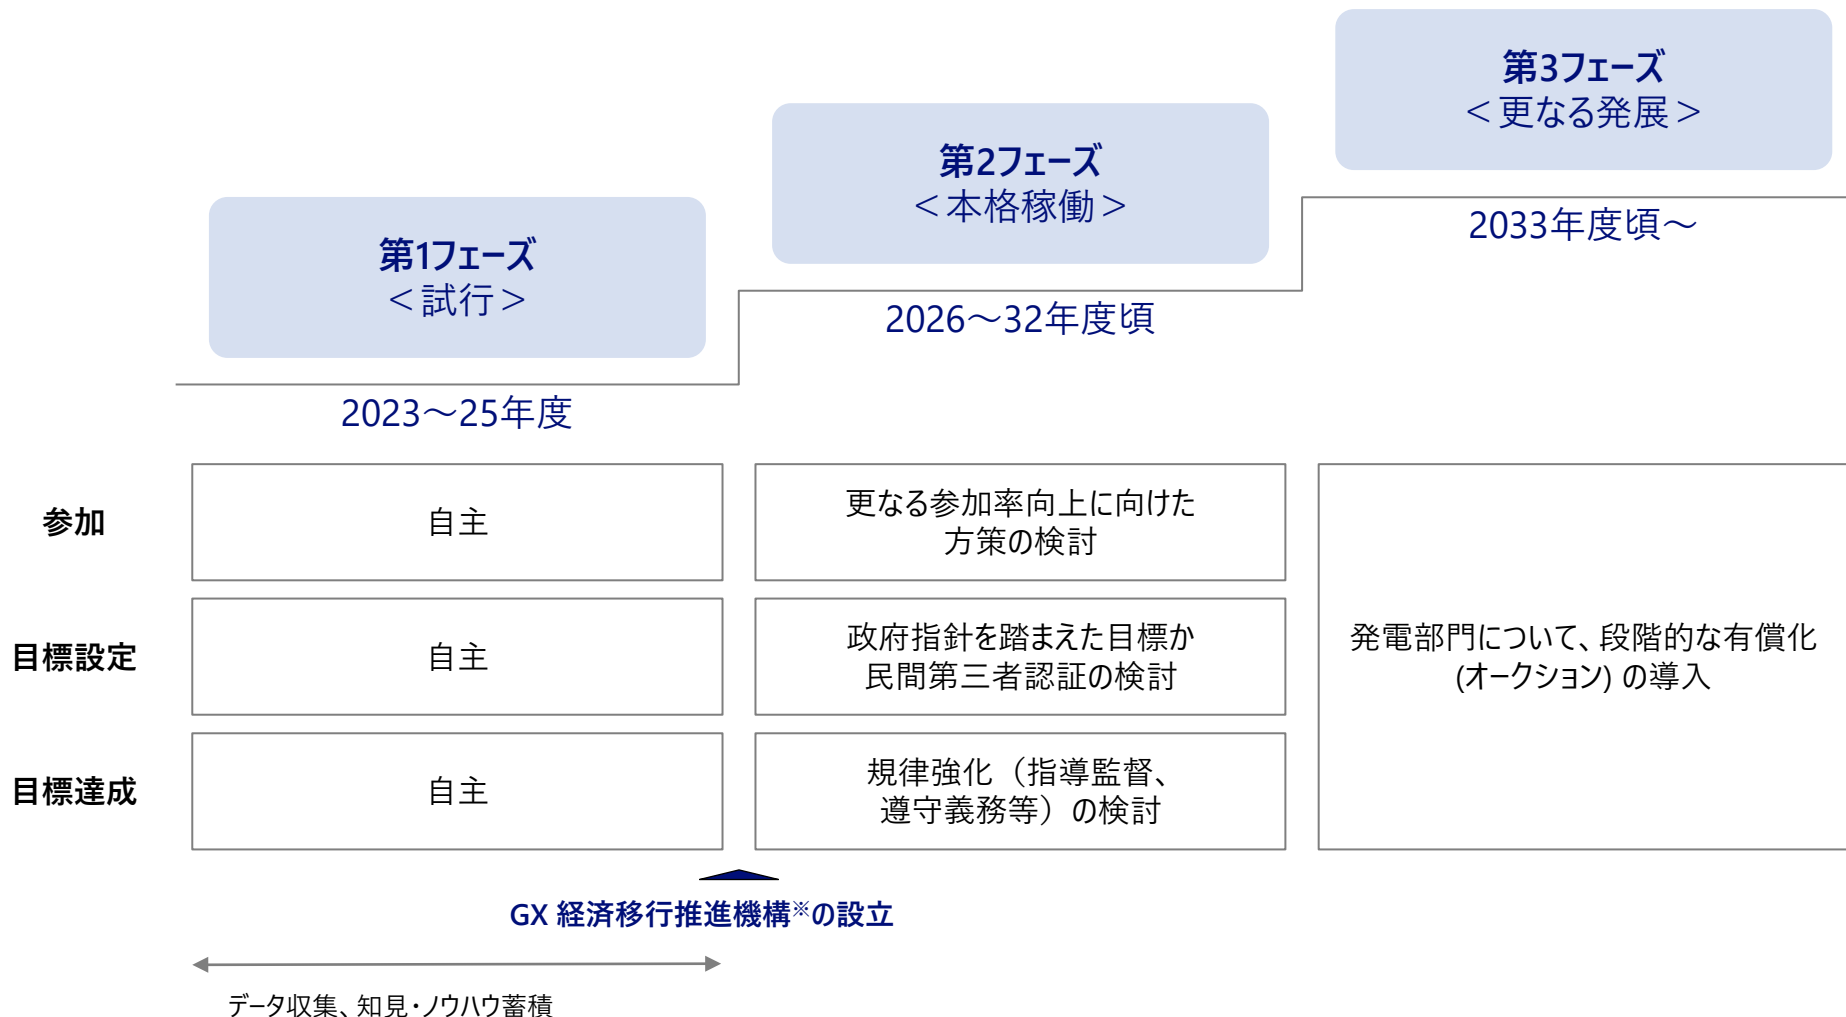 第1フェーズ
＜試行＞
2023～25年度
第2フェーズ
＜本格稼働＞
2026～32年度頃
第3フェーズ
＜更なる発展＞
2033年度頃～
参加
自主
更なる参加率向上に向けた
方策の検討
目標設定
自主
政府指針を踏まえた目標か
民間第三者認証の検討
目標達成
自主
規律強化（指導監督、
遵守義務等）の検討
発電部門について、段階的な有償化
(オークション) の導入
GX 経済移行推進機構※の設立
データ収集、知見・ノウハウ蓄積